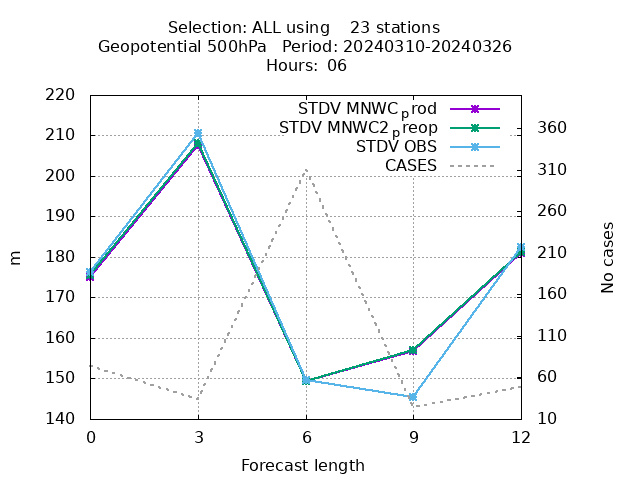 Selection: ALL using    23 stations
Geopotential 500hPa   Period: 20240310-20240326
Hours: 06
STDV MNWC_prod
STDV MNWC2_preop
STDV OBS
CASES
220
210
200
190
180
170
160
150
140
m
360
310
260
210
160
110
60
10
No cases
0 3 6 9 12
Forecast length